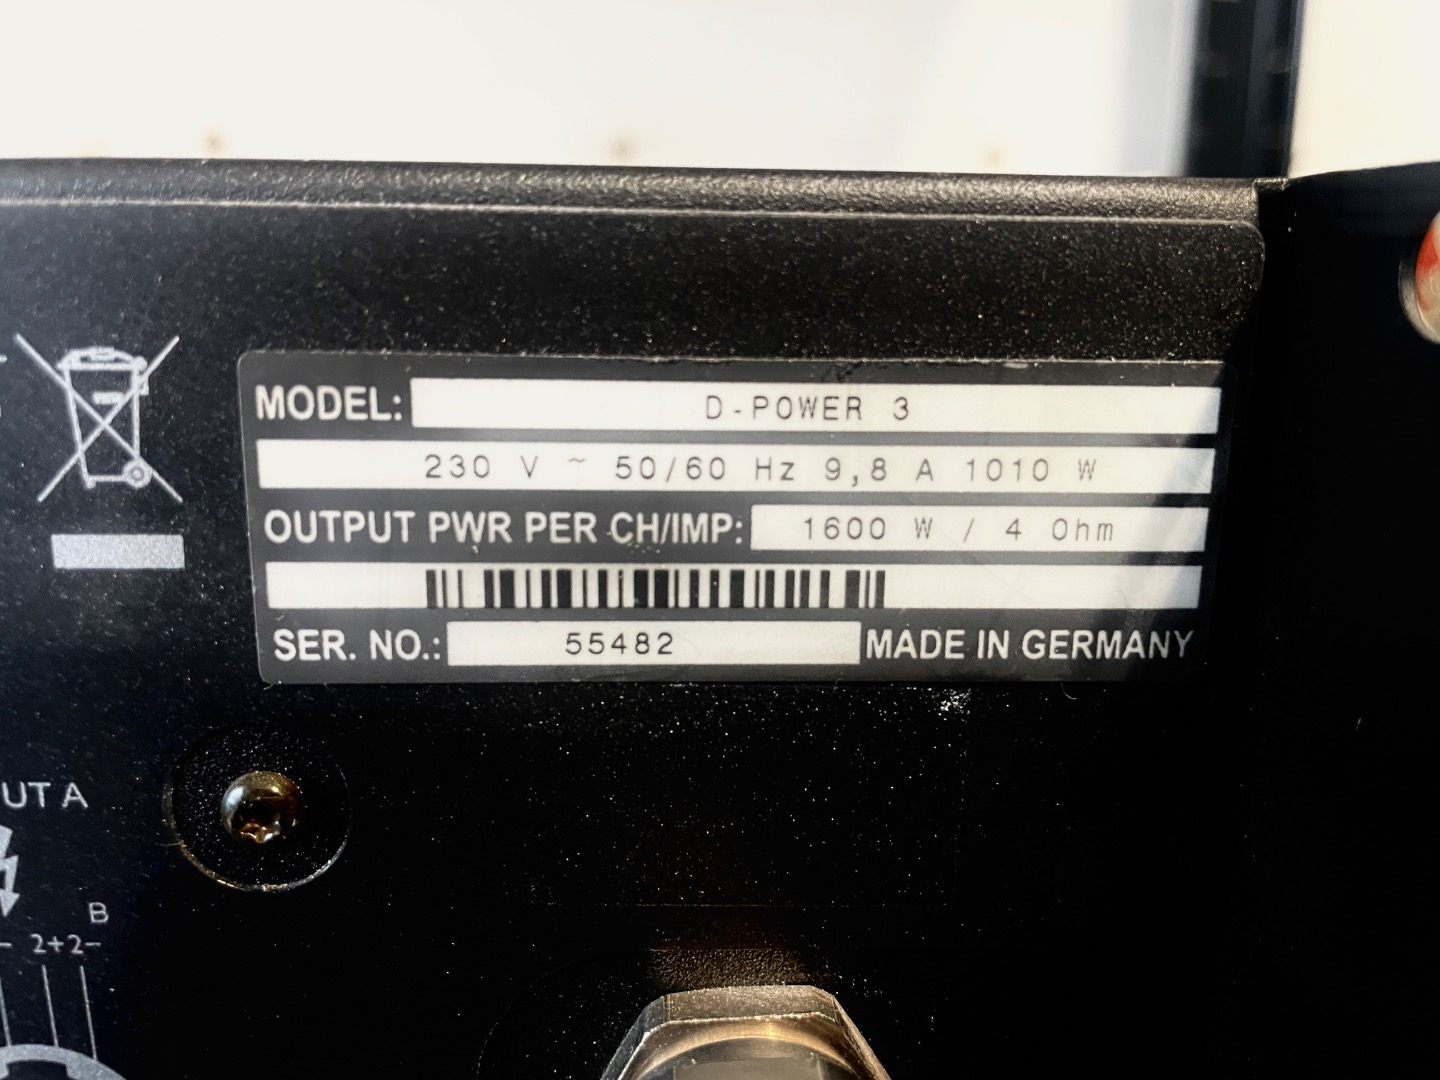 MODEL: D-POWER 3
230 V ~ 50/60 Hz 9,8 A 1010 W
OUTPUT PWR PER CH/IMP: 1600 W / 4 Ohm
SER. NO.: 55482 MADE IN GERMANY
UT A
B
2+2-